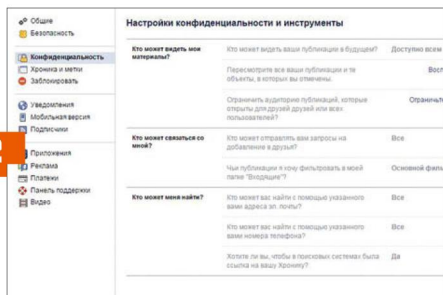 Общие
Безопасность
Конфиденциальность
Хроника и метки
Заблокировано
Уведомления
Мобильная версия
Подписчики
Приложения
Реклама
Платежи
Панель поддержки
Видео
Настройки конфиденциальности и инструменты
Кто может видеть мои
материалы?
Кто может видеть ваши публикации в будущем?
Доступно всем
Пересмотрите все ваши публикации и те
объекты, в которых вы отмечены.
Ограничить аудиторию публикаций, которые
открыты для друзей друзей или всех
пользователей?
Кто может связаться со
мной?
Кто может отправлять вам запросы на
добавление в друзья?
Все
Чьи публикации я хочу фильтровать в моей
папке "Входящие"?
Основной
Кто может меня найти?
Кто может вас найти с помощью указанного
вами адреса эл. почты?
Все
Кто может вас найти с помощью указанного
вами номера телефона?
Все
Хотите ли вы, чтобы в поисковых системах была
ссылка на вашу Хронику?
Да